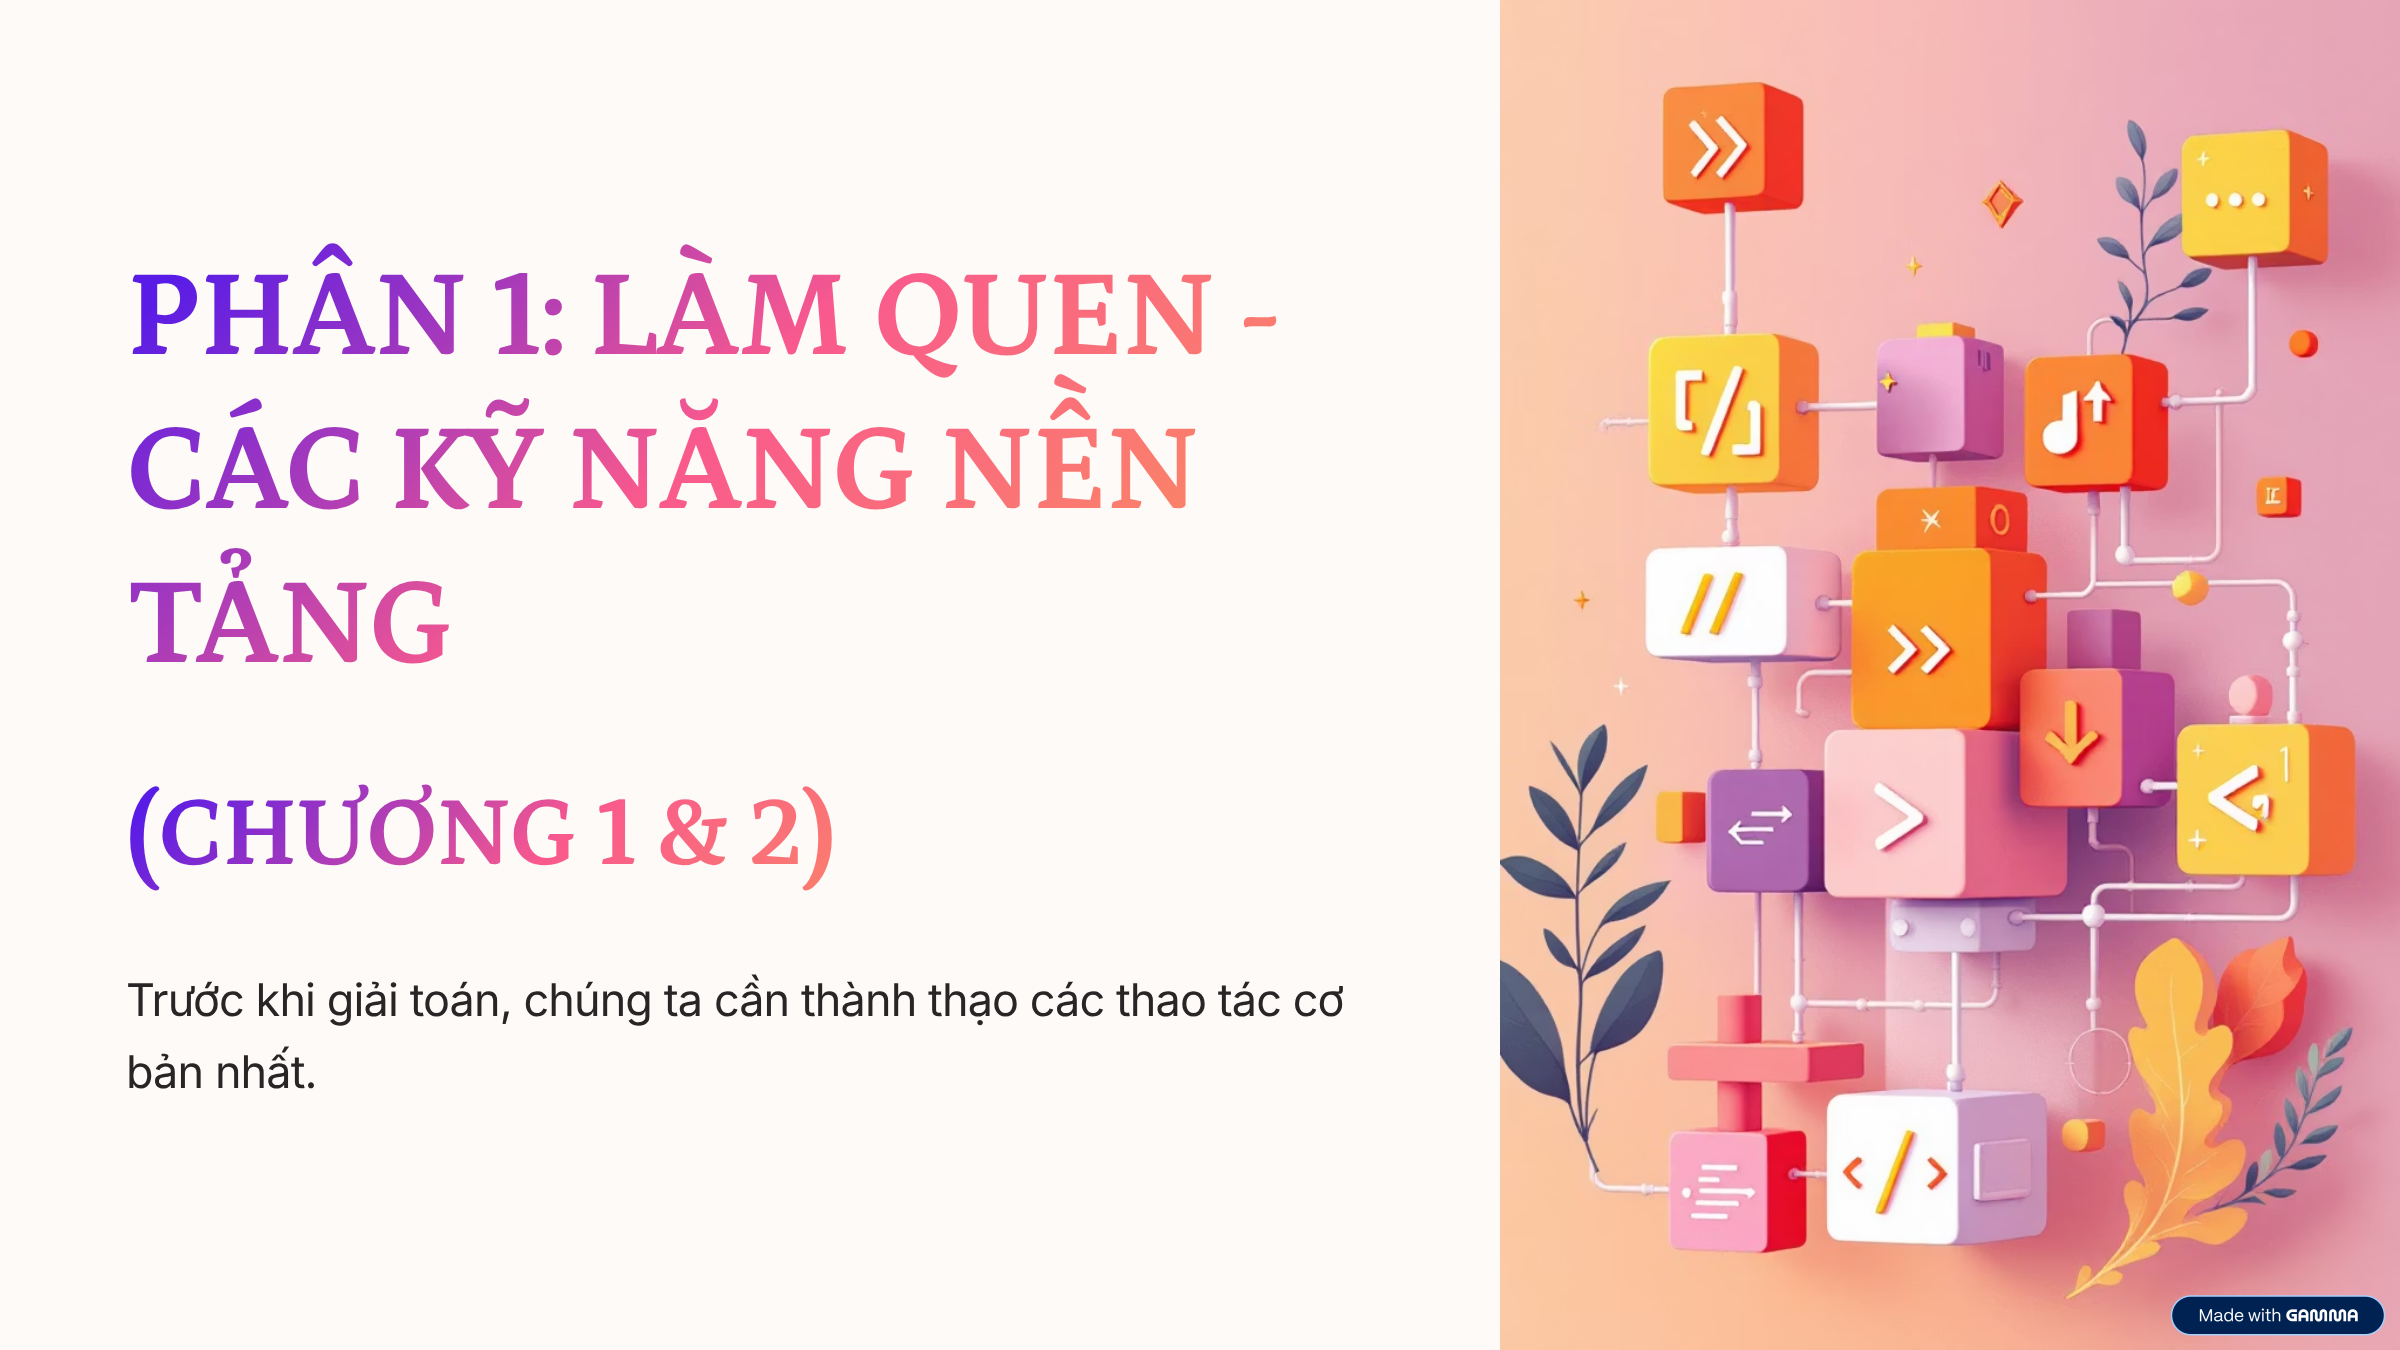 PHÂN 1: LÀM QUEN -
CÁC KỸ NĂNG NỀN
TẢNG
(CHƯƠNG 1 & 2)
Trước khi giải toán, chúng ta cần thành thạo các thao tác cơ
bản nhất.
Made with GAMMA